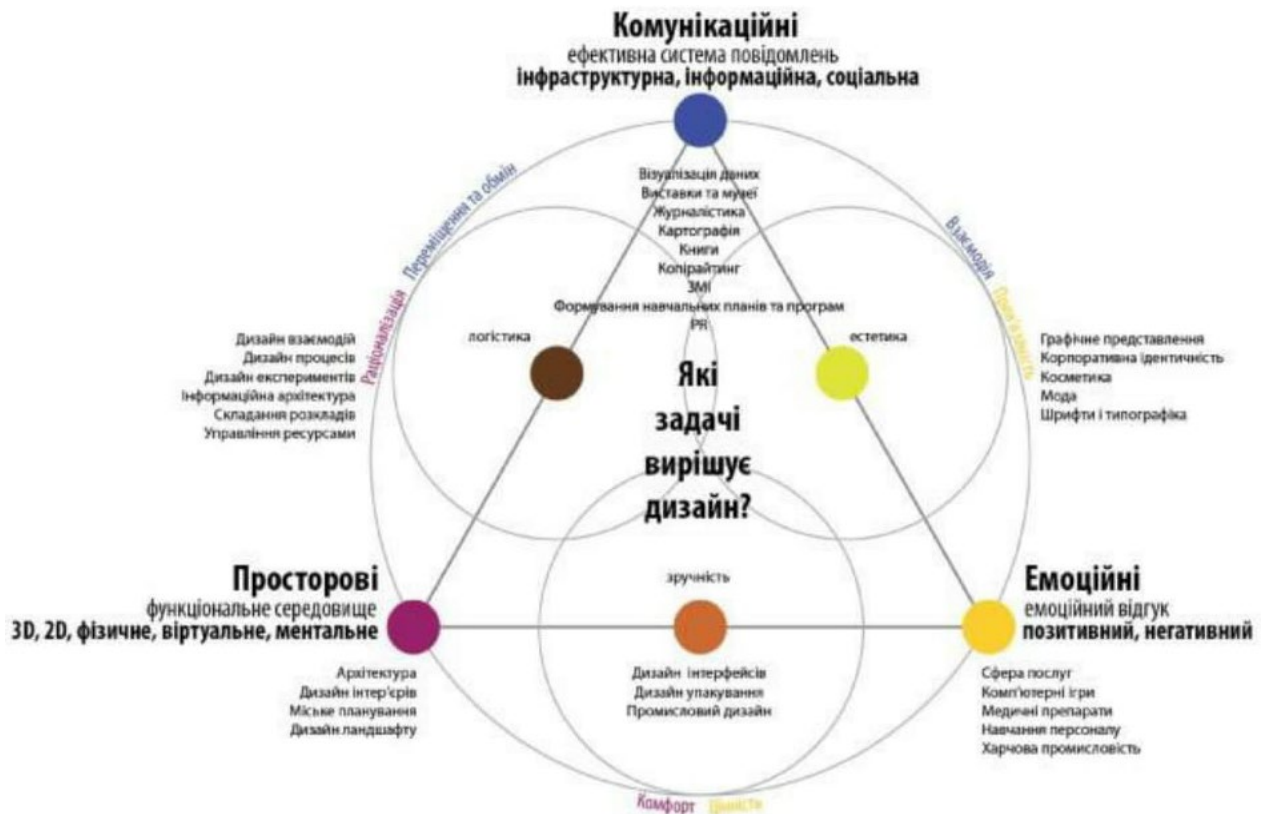 Комунікаційні
ефективна система повідомлень
інфраструктурна, інформаційна, соціальна
Переміщення та обмін
Раціоналізація
Взаємодія
Прив'язаність
Візуалізація даних
Виставки та музеї
Журналістика
Картографія
Книги
Копірайтинг
ЗМІ
Формування навчальних планів та програм
PR
логістика
естетика
Дизайн взаємодій
Дизайн процесів
Дизайн експериментів
Інформаційна архітектура
Складання розкладів
Управління ресурсами
Графічне представлення
Корпоративна ідентичність
Косметика
Мода
Шрифти і типографіка
Які
задачі
вирішує
дизайн?
Просторові
функціональне середовище
3D, 2D, фізичне, віртуальне, ментальне
Архітектура
Дизайн інтер'єрів
Міське планування
Дизайн ландшафту
зручність
Дизайн інтерфейсів
Дизайн упакування
Промисловий дизайн
Емоційні
емоційний відгук
позитивний, негативний
Сфера послуг
Комп'ютерні ігри
Медичні препарати
Навчання персоналу
Харчова промисловість
Комфорт Цінність